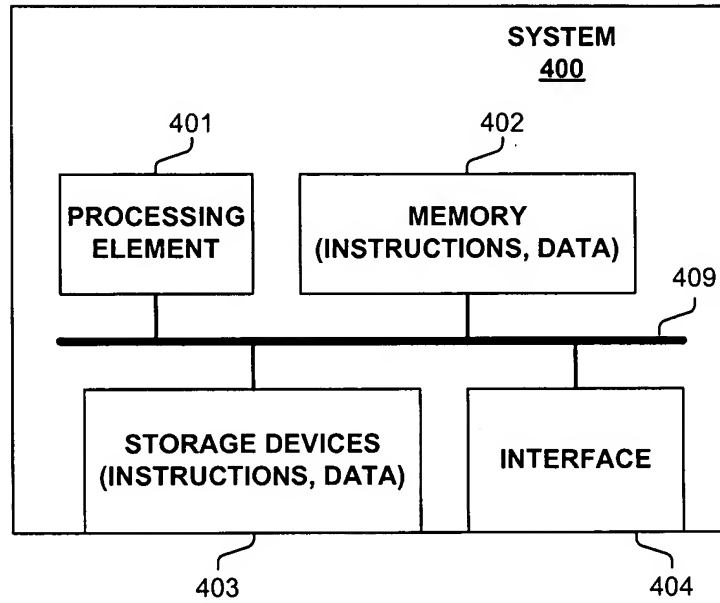 SYSTEM
400
401
402
PROCESSING
ELEMENT
MEMORY
(INSTRUCTIONS, DATA)
409
STORAGE DEVICES
(INSTRUCTIONS, DATA)
INTERFACE
403
404